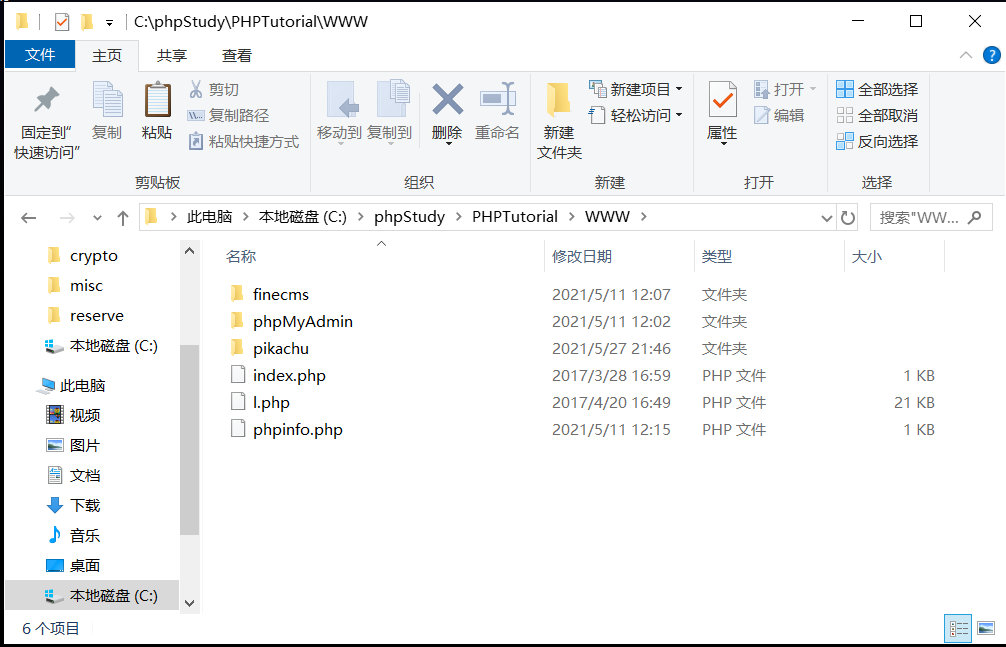 C:\phpStudy\PHPTutorial\WWW
文件 主页 共享 查看
固定到"快速访问"
复制
粘贴
剪切
复制路径
粘贴快捷方式
剪贴板
移动到
复制到
删除
重命名
组织
新建文件夹
新建项目
轻松访问
新建
属性
打开
编辑
打开
全部选择
全部取消
反向选择
选择
此电脑 本地磁盘 (C:) phpStudy PHPTutorial WWW
搜索"WW...
crypto
misc
reserve
本地磁盘 (C:)
此电脑
视频
图片
文档
下载
音乐
桌面
本地磁盘 (C:)
名称 修改日期 类型 大小
finecms 2021/5/11 12:07 文件夹
phpMyAdmin 2021/5/11 12:02 文件夹
pikachu 2021/5/27 21:46 文件夹
index.php 2017/3/28 16:59 PHP 文件 1 KB
l.php 2017/4/20 16:49 PHP 文件 21 KB
phpinfo.php 2021/5/11 12:15 PHP 文件 1 KB
6 个项目